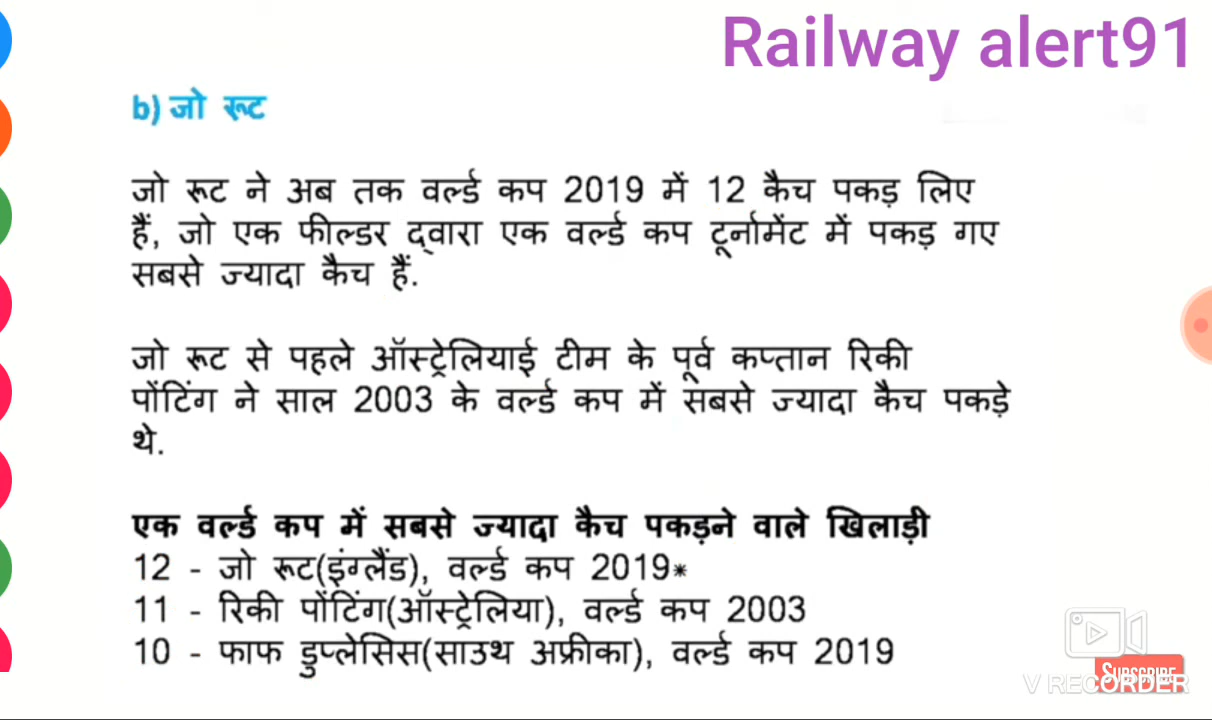 Railway alert91
b) जो रूट
जो रूट ने अब तक वर्ल्ड कप 2019 में 12 कैच पकड़ लिए
हैं, जो एक फील्डर द्वारा एक वर्ल्ड कप टूर्नामेंट में पकड़ गए
सबसे ज्यादा कैच हैं.
जो रूट से पहले ऑस्ट्रेलियाई टीम के पूर्व कप्तान रिकी
पोंटिंग ने साल 2003 के वर्ल्ड कप में सबसे ज्यादा कैच पकड़े
थे.
एक वर्ल्ड कप में सबसे ज्यादा कैच पकड़ने वाले खिलाड़ी
12 - जो रूट(इंग्लैंड), वर्ल्ड कप 2019*
11 - रिकी पोंटिंग(ऑस्ट्रेलिया), वर्ल्ड कप 2003
10 - फाफ डुप्लेसिस(साउथ अफ्रीका), वर्ल्ड कप 2019
SUBSCRIBE
V RECORDER